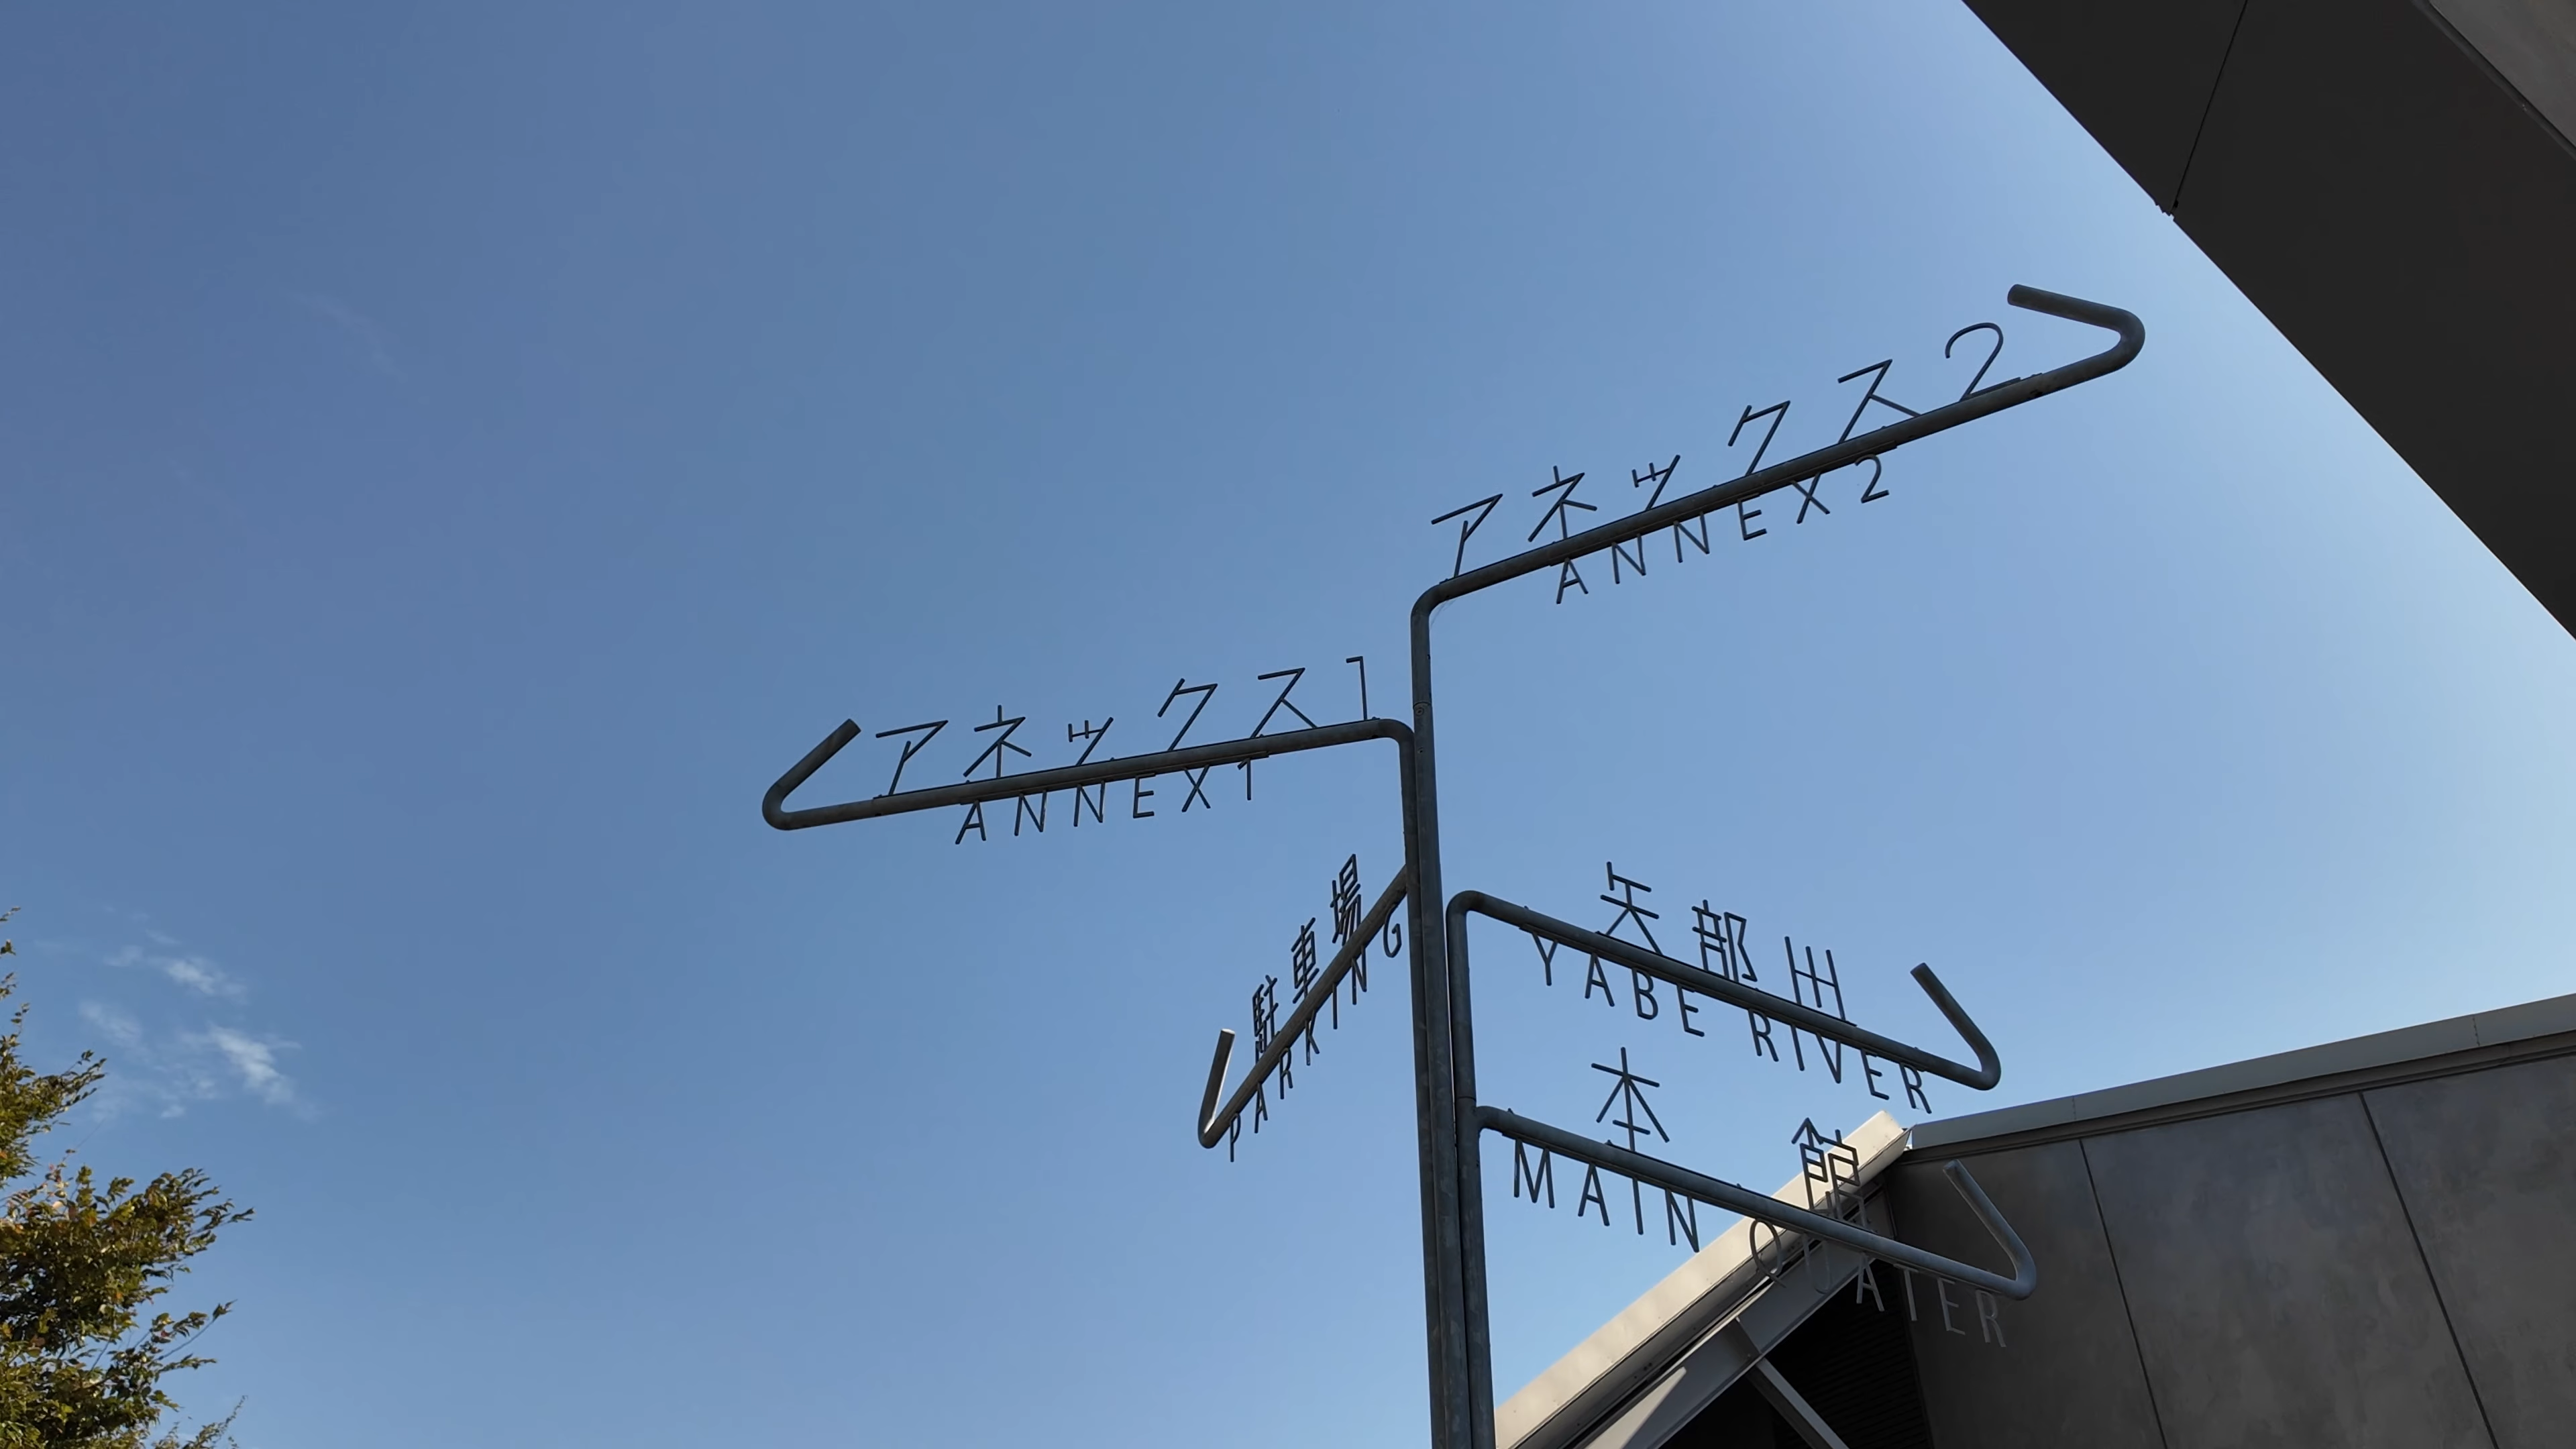 アネックス2
ANNEX2
アネックス1
ANNEX1
駐車場
PARKING
矢部川
YABE RIVER
本館
MAIN QUATER